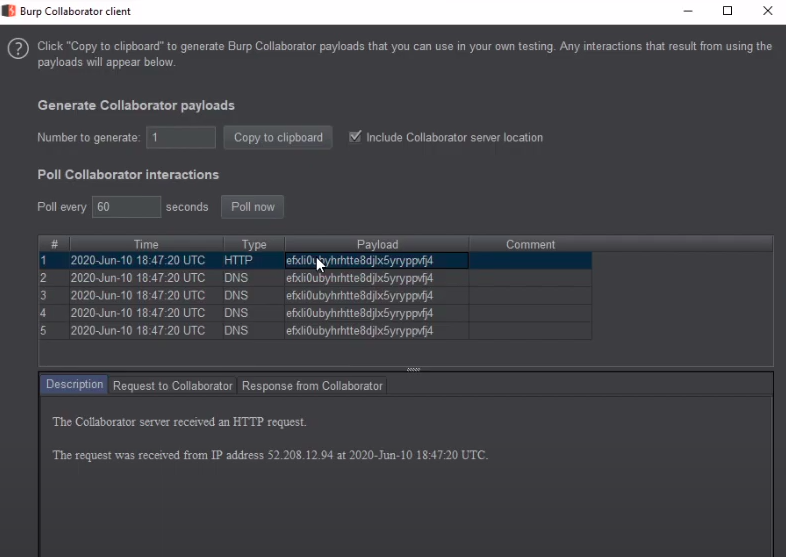 Burp Collaborator client
Click "Copy to clipboard" to generate Burp Collaborator payloads that you can use in your own testing. Any interactions that result from using the
payloads will appear below.
Generate Collaborator payloads
Number to generate: 1 Copy to clipboard Include Collaborator server location
Poll Collaborator interactions
Poll every 60 seconds Poll now
# Time Type Payload Comment
1 2020-Jun-10 18:47:20 UTC HTTP
2 2020-Jun-10 18:47:20 UTC DNS efxli0ubyhrhtte8djlx5yryppvfj4
3 2020-Jun-10 18:47:20 UTC DNS efxli0ubyhrhtte8djlx5yryppvfj4
4 2020-Jun-10 18:47:20 UTC DNS efxli0ubyhrhtte8djlx5yryppvfj4
5 2020-Jun-10 18:47:20 UTC DNS efxli0ubyhrhtte8djlx5yryppvfj4
Description Request to Collaborator Response from Collaborator
The Collaborator server received an HTTP request.
The request was received from IP address 52.208.12.94 at 2020-Jun-10 18:47:20 UTC.